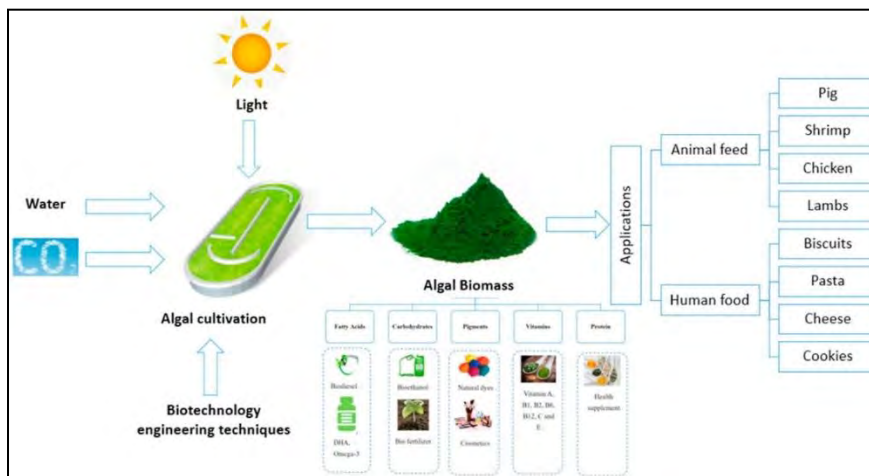 Light
Water
CO2
Algal cultivation
Biotechnology
engineering techniques
Algal Biomass
Fatty Acids
Carbohydrates
Pigments
Vitamins
Protein
Biodiesel
DHA,
Omega-3
Bioethanol
Bio fertilizer
Natural dyes
Cosmetics
Vitamin A,
B1, B2, B6,
B12, C and
E
Health
supplement
Applications
Animal feed
Pig
Shrimp
Chicken
Lambs
Human food
Biscuits
Pasta
Cheese
Cookies